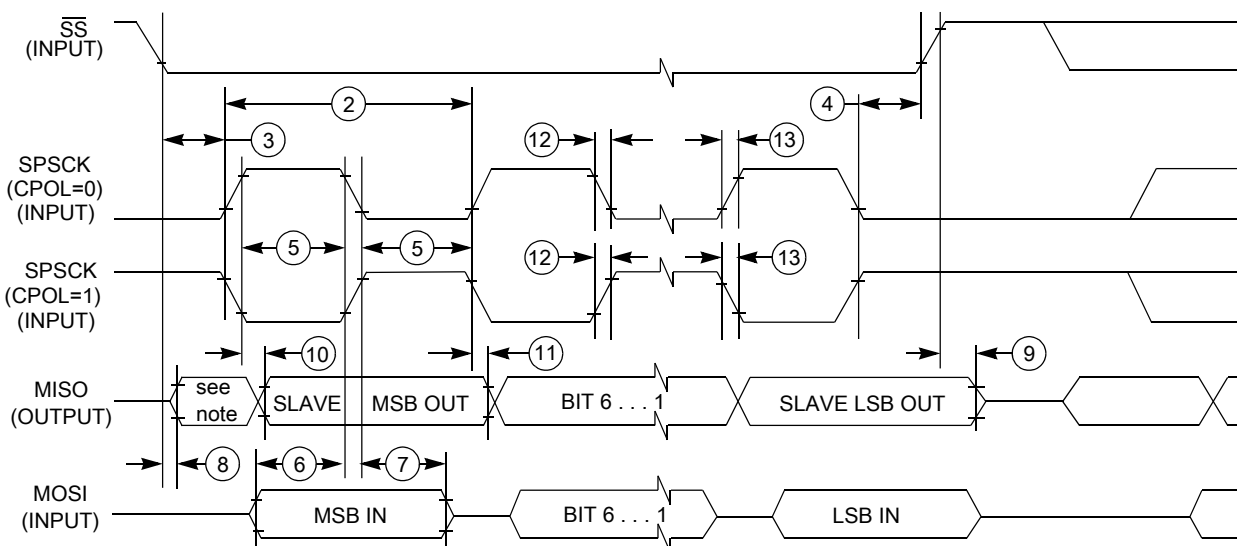 SS
(INPUT)
2
4
3
12
13
SPSCK
(CPOL=0)
(INPUT)
5
5
12
13
SPSCK
(CPOL=1)
(INPUT)
10
11
9
MISO
(OUTPUT)
see
note
SLAVE
MSB OUT
BIT 6 . . . 1
SLAVE LSB OUT
8
6
7
MOSI
(INPUT)
MSB IN
BIT 6 . . . 1
LSB IN